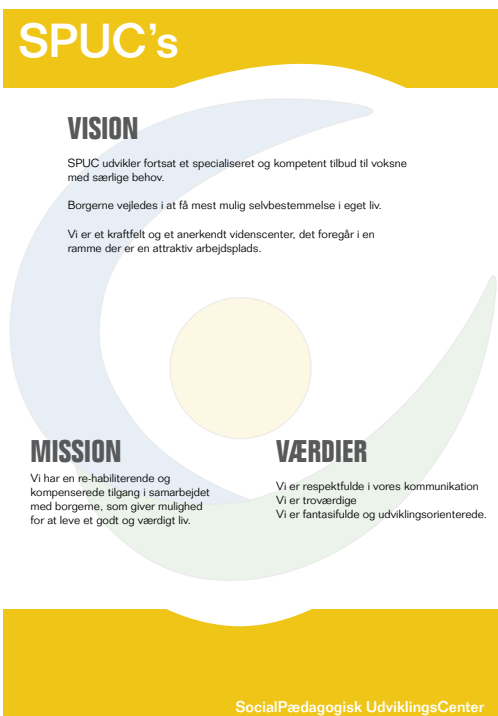 SPUC's
VISION
SPUC udvikler fortsat et specialiseret og kompetent tilbud til voksne
med særlige behov.
Borgerne vejledes i at få mest mulig selvbestemmelse i eget liv.
Vi er et kraftfelt og et anerkendt videnscenter, det foregår i en
ramme der er en attraktiv arbejdsplads.
MISSION
Vi har en re-habiliterende og
kompenserede tilgang i samarbejdet
med borgerne, som giver mulighed
for at leve et godt og værdigt liv.
VÆRDIER
Vi er respektfulde i vores kommunikation
Vi er troværdige
Vi er fantasifulde og udviklingsorienterede.
SocialPædagogisk UdviklingsCenter